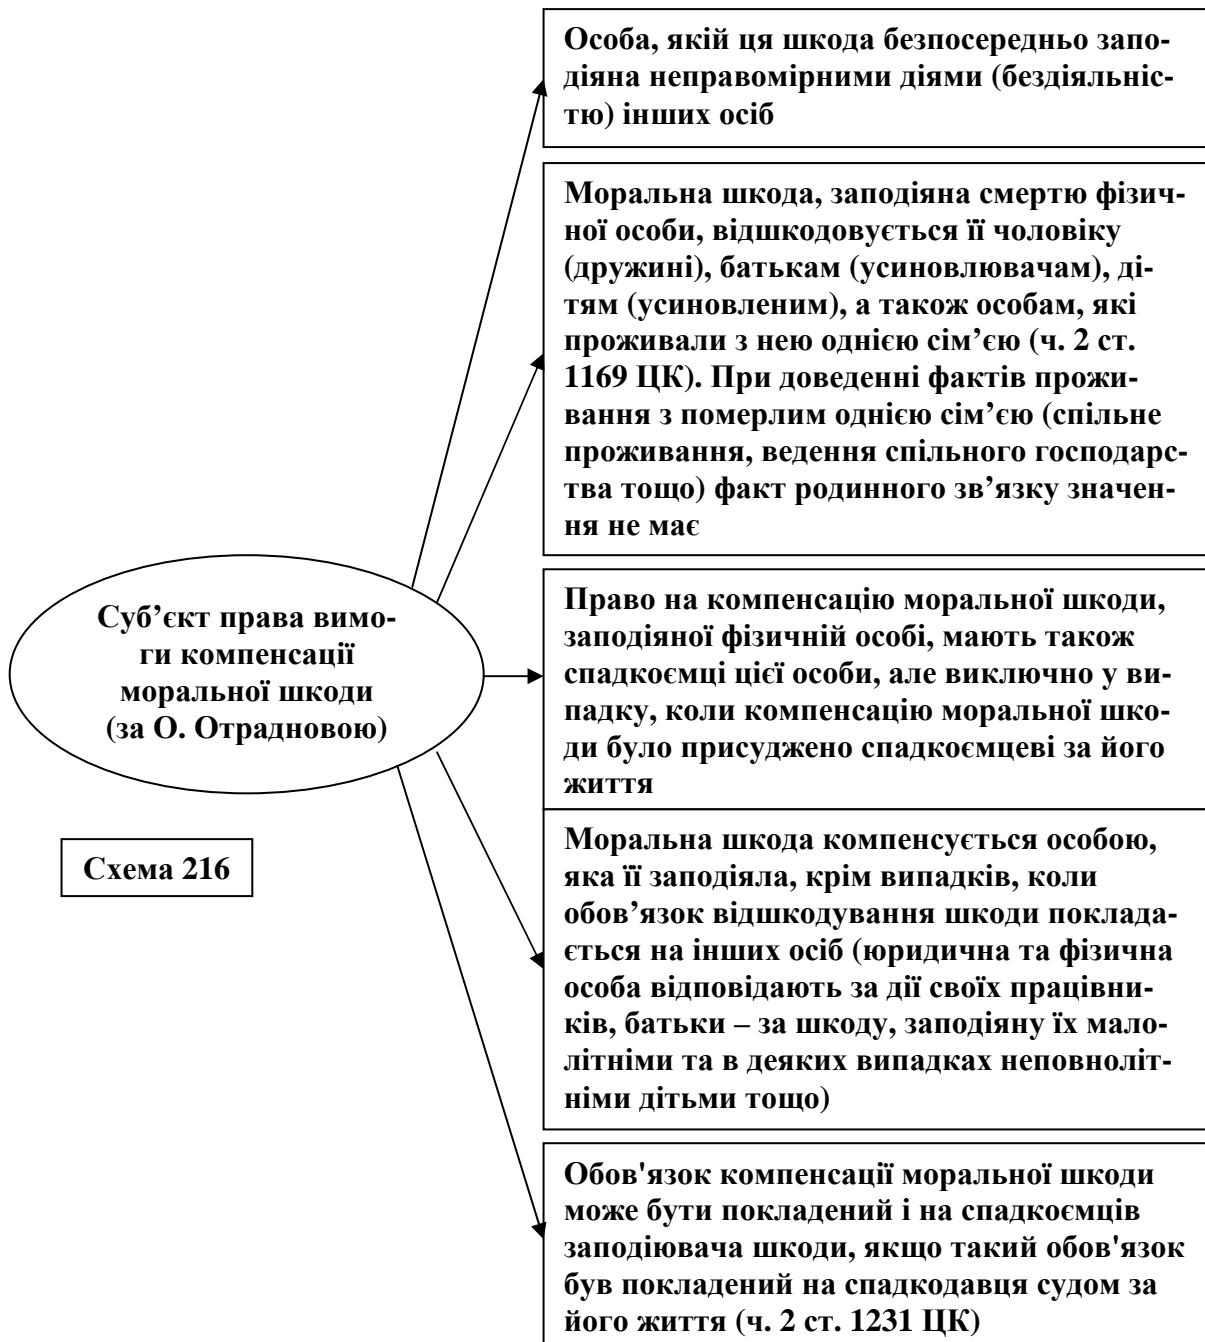 Особа, якій ця шкода безпосередньо запо-
діяна неправомірними діями (бездіяльніс-
тю) інших осіб
Моральна шкода, заподіяна смертю фізич-
ної особи, відшкодовується її чоловіку
(дружині), батькам (усиновлювачам), ді-
тям (усиновленим), а також особам, які
проживали з нею однією сім’єю (ч. 2 ст.
1169 ЦК). При доведенні фактів прожи-
вання з померлим однією сім’єю (спільне
проживання, ведення спільного господарс-
тва тощо) факт родинного зв’язку значен-
ня не має
Суб’єкт права вимо-
ги компенсації
моральної шкоди
(за О. Отрадновою)
Право на компенсацію моральної шкоди,
заподіяної фізичній особі, мають також
спадкоємці цієї особи, але виключно у ви-
падку, коли компенсацію моральної шко-
ди було присуджено спадкоємцеві за його
життя
Схема 216
Моральна шкода компенсується особою,
яка її заподіяла, крім випадків, коли
обов’язок відшкодування шкоди поклада-
ється на інших осіб (юридична та фізична
особа відповідають за дії своїх працівни-
ків, батьки – за шкоду, заподіяну їх мало-
літніми та в деяких випадках неповноліт-
німи дітьми тощо)
Обов'язок компенсації моральної шкоди
може бути покладений і на спадкоємців
заподіювача шкоди, якщо такий обов'язок
був покладений на спадкодавця судом за
його життя (ч. 2 ст. 1231 ЦК)